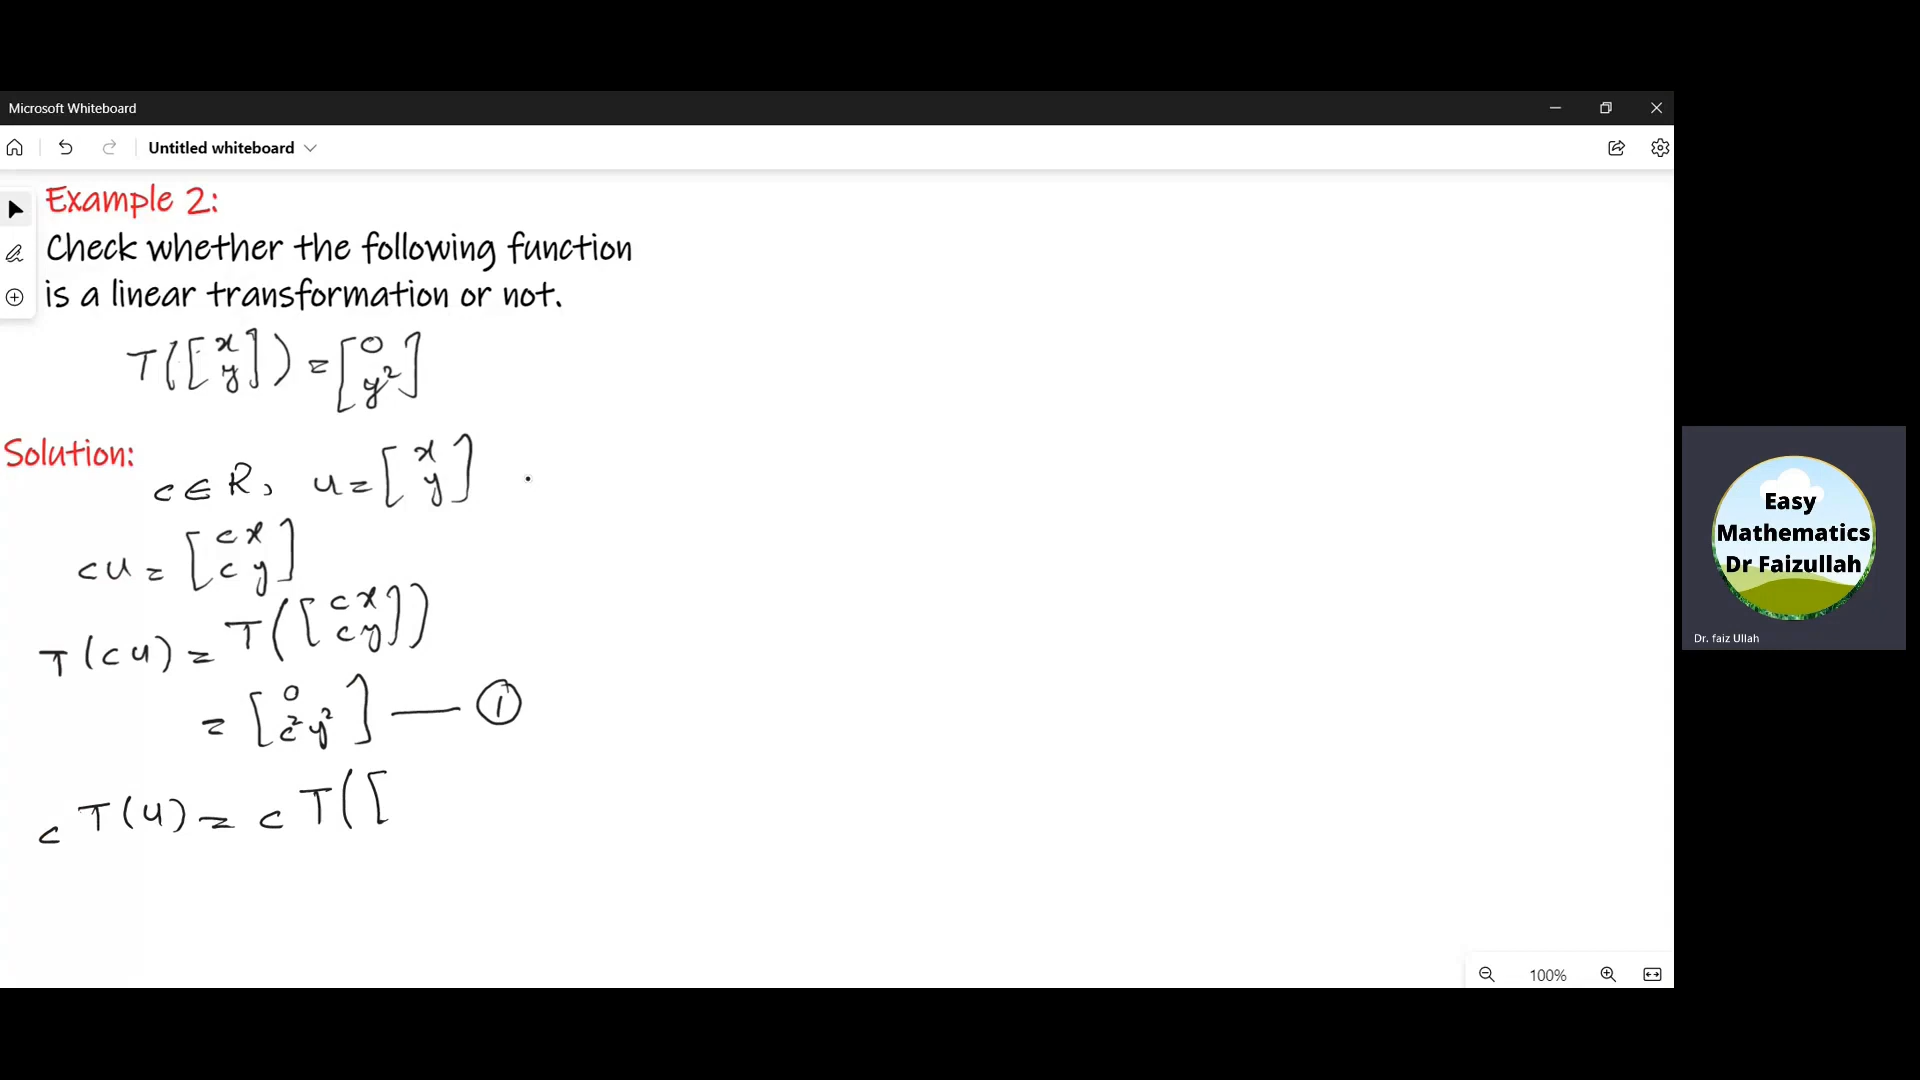 Microsoft Whiteboard
Untitled whiteboard
Example 2:
Check whether the following function
is a linear transformation or not.
T([x y]) = [0 y²]
Solution:
c ∈ R, u = [x y]
cu = [cx cy]
T(cu) = T([cx cy])
= [0 c²y²] — ①
c T(u) = c T([
100%
Easy
Mathematics
Dr Faizullah
Dr. faiz Ullah